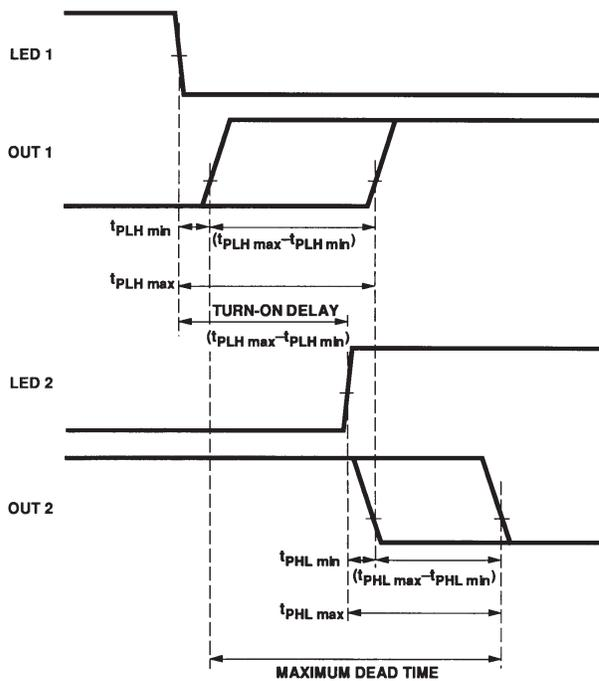 LED 1
OUT 1
tPLH min
(tPLH max–tPLH min)
tPLH max
TURN-ON DELAY
(tPLH max–tPLH min)
LED 2
OUT 2
tPHL min
(tPHL max–tPHL min)
tPHL max
MAXIMUM DEAD TIME